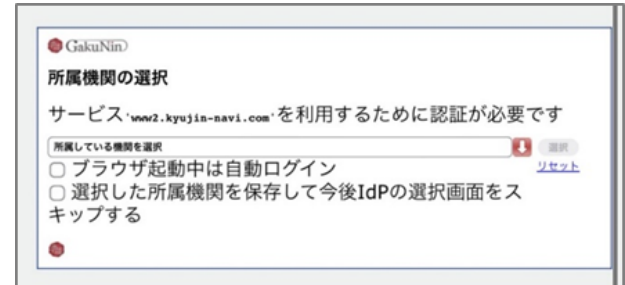 GakuNin
所属機関の選択
サービス'www2.kyujin-navi.com'を利用するために認証が必要です
所属している機関を選択 選択
ブラウザ起動中は自動ログイン リセット
選択した所属機関を保存して今後IdPの選択画面をス
キップする